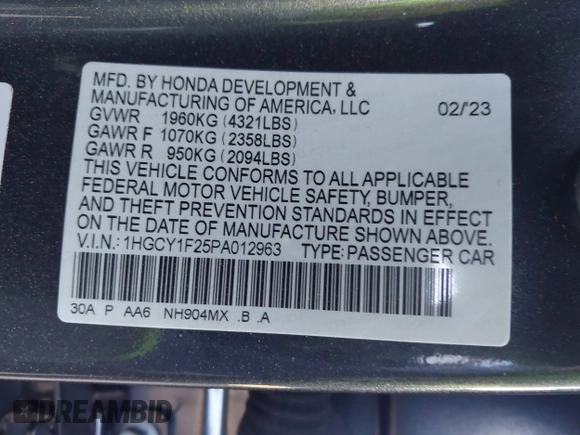 MFD. BY HONDA DEVELOPMENT &
MANUFACTURING OF AMERICA, LLC 02/'23
GVWR 1960KG (4321LBS)
GAWR F 1070KG (2358LBS)
GAWR R 950KG (2094LBS)
THIS VEHICLE CONFORMS TO ALL APPLICABLE
FEDERAL MOTOR VEHICLE SAFETY, BUMPER,
AND THEFT PREVENTION STANDARDS IN EFFECT
ON THE DATE OF MANUFACTURE SHOWN ABOVE.
V.I.N.: 1HGCY1F25PA012963 TYPE: PASSENGER CAR
30A P AA6 NH904MX .B .A
DREAMBID